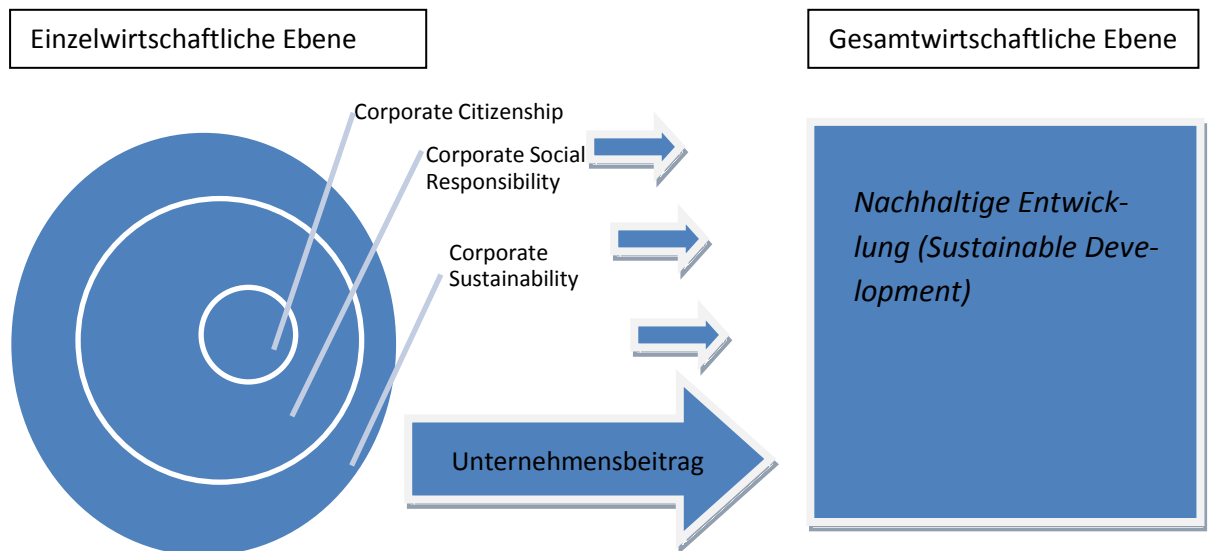 Einzelwirtschaftliche Ebene
Gesamtwirtschaftliche Ebene
Corporate Citizenship
Corporate Social
Responsibility
Corporate
Sustainability
Unternehmensbeitrag
Nachhaltige Entwick-
lung (Sustainable Deve-
lopment)